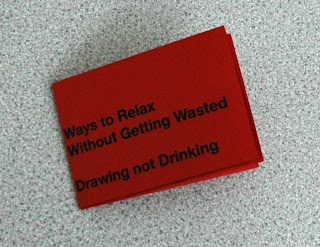 Ways to Relax
Without Getting Wasted
Drawing not Drinking